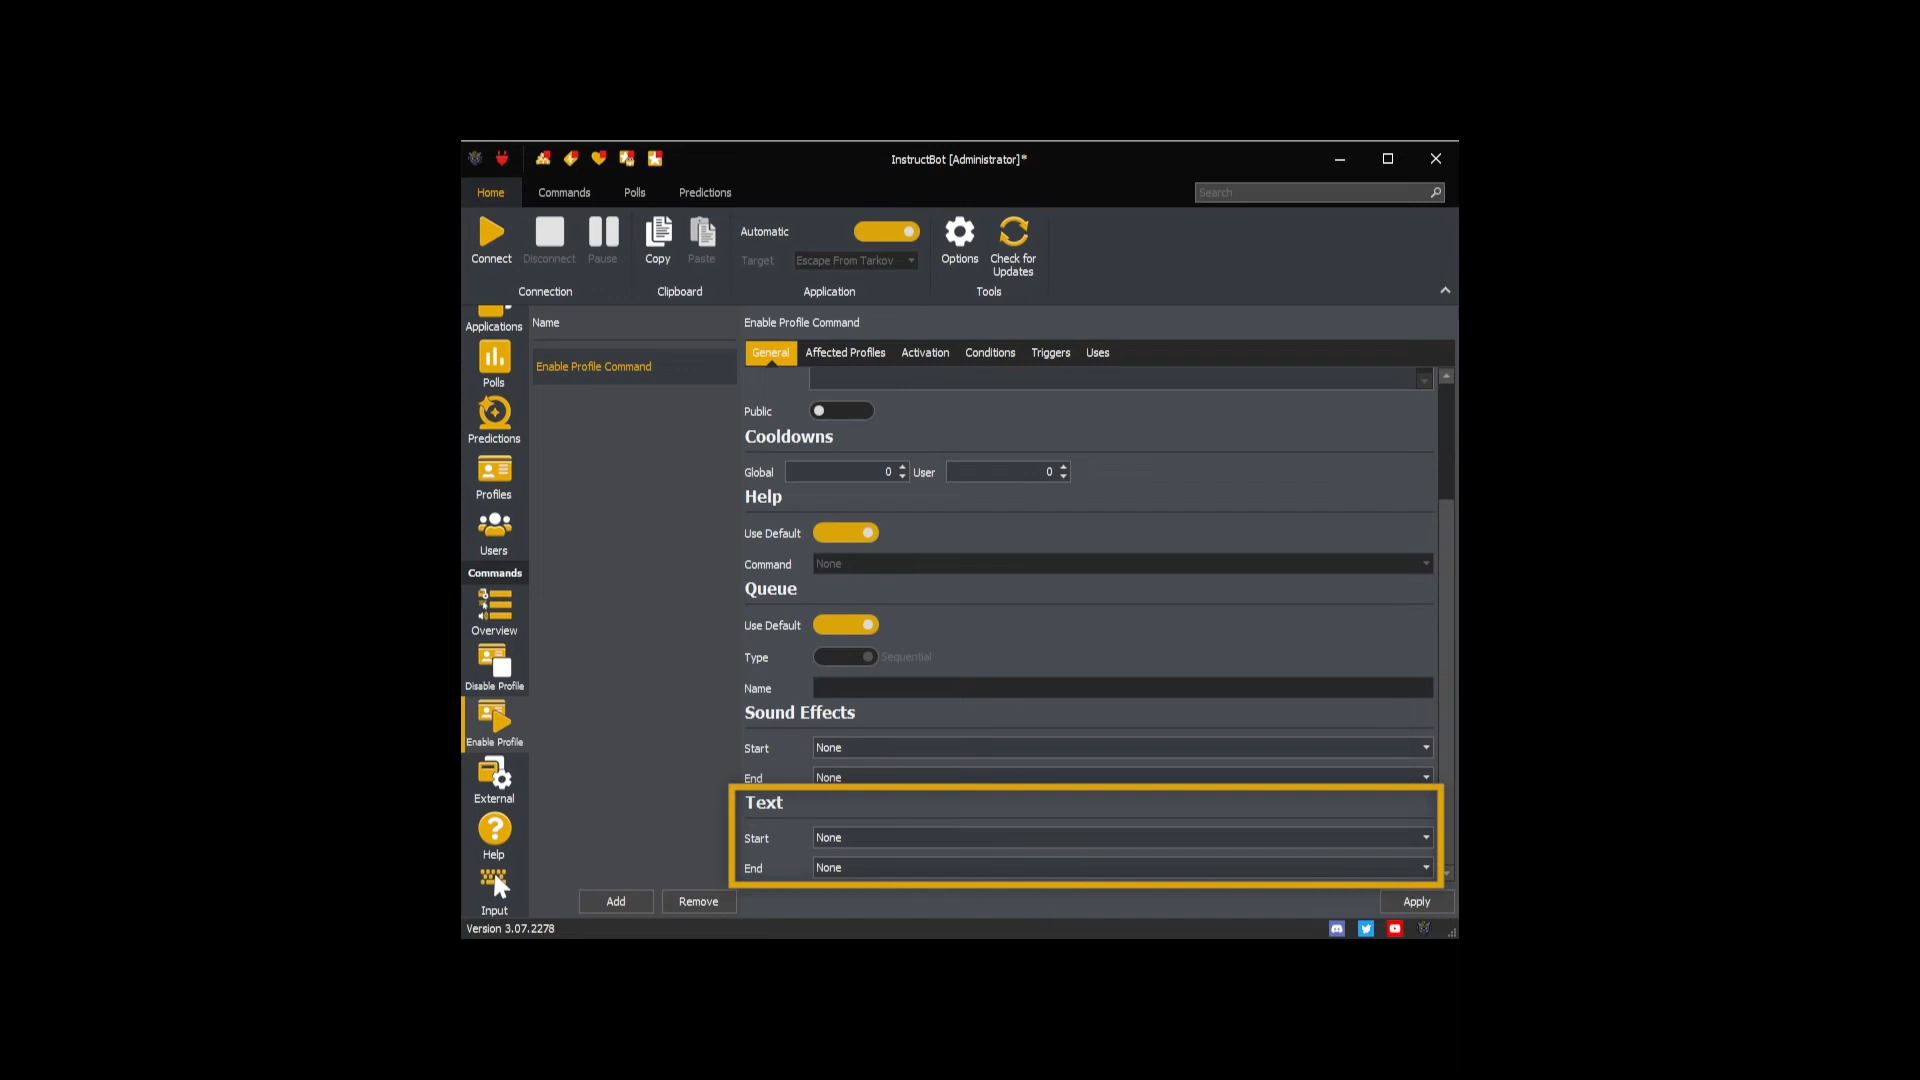 InstructBot [Administrator]*
Home Commands Polls Predictions Search
Connect Disconnect Pause Copy Paste
Automatic
Target Escape From Tarkov
Options Check for Updates
Connection Clipboard Application Tools
Applications
Polls
Predictions
Profiles
Users
Commands
Overview
Disable Profile
Enable Profile
External
Help
Input
Name
Enable Profile Command
Add Remove
Enable Profile Command
General Affected Profiles Activation Conditions Triggers Uses
Public
Cooldowns
Global 0 User 0
Help
Use Default
Command None
Queue
Use Default
Type Sequential
Name
Sound Effects
Start None
End None
Text
Start None
End None
Apply
Version 3.07.2278